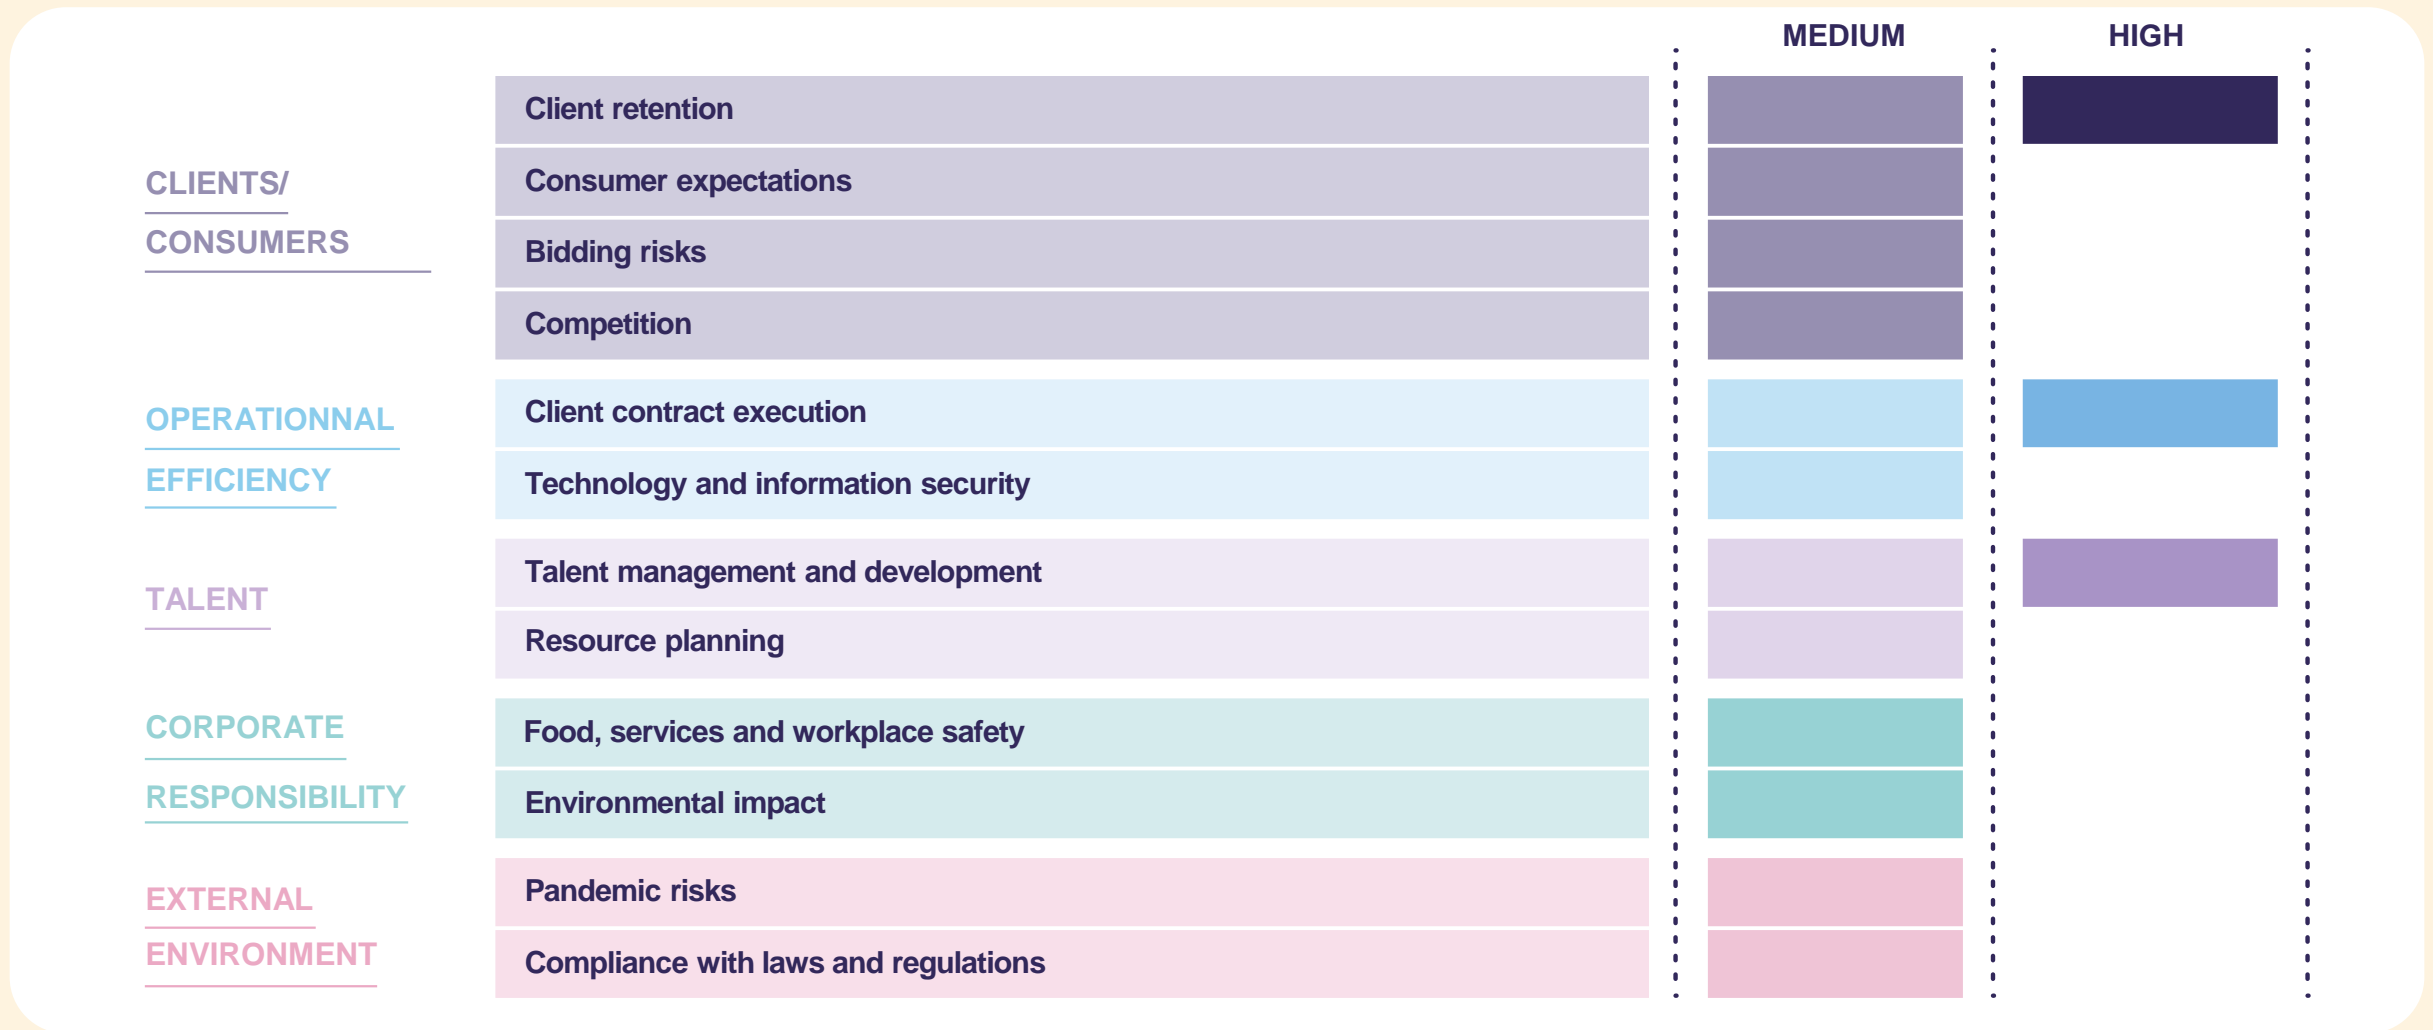 MEDIUM HIGH
CLIENTS/
CONSUMERS
Client retention
Consumer expectations
Bidding risks
Competition
OPERATIONNAL
EFFICIENCY
Client contract execution
Technology and information security
TALENT
Talent management and development
Resource planning
CORPORATE
RESPONSIBILITY
Food, services and workplace safety
Environmental impact
EXTERNAL
ENVIRONMENT
Pandemic risks
Compliance with laws and regulations